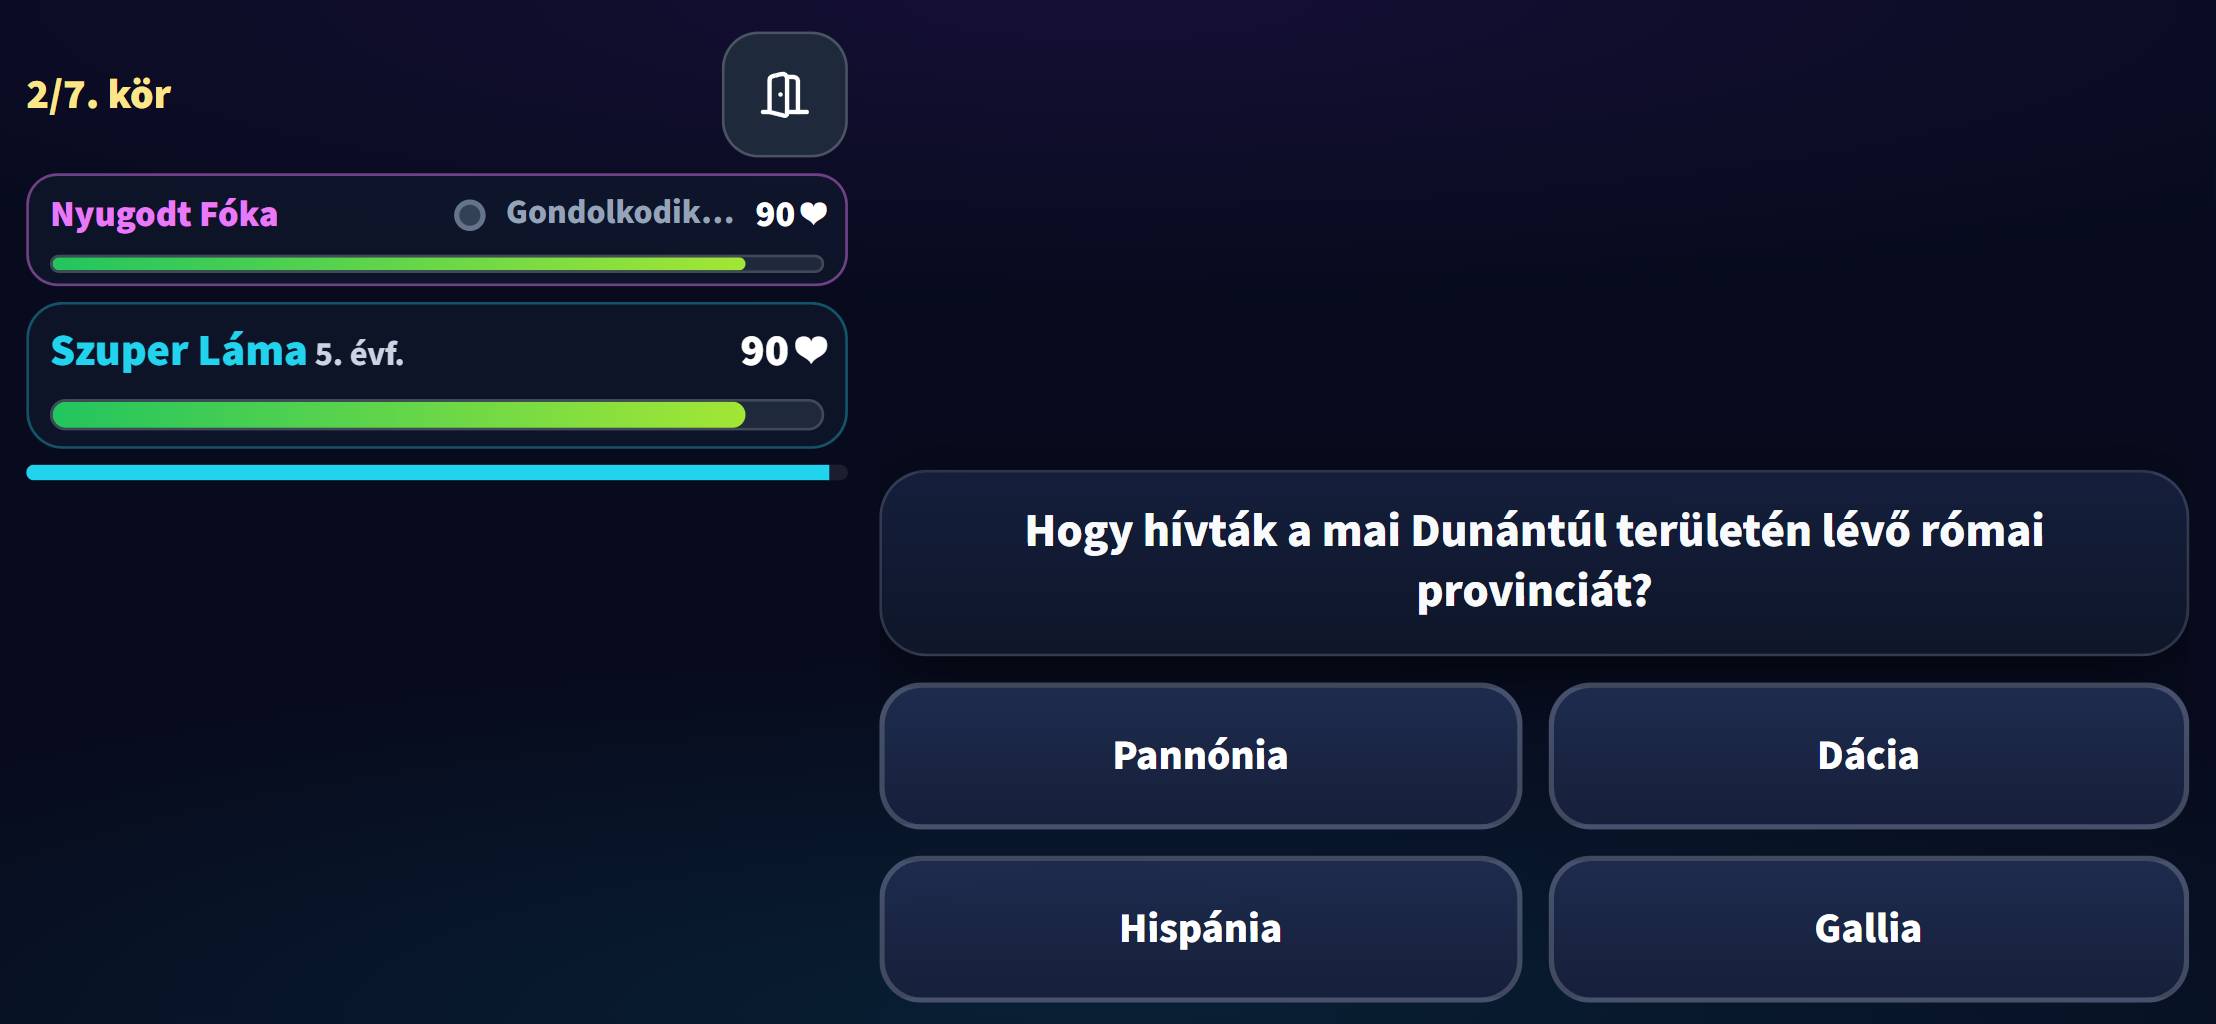 2/7. kör
Nyugodt Fóka
Gondolkodik...
90
Szuper Láma 5. évf.
90
Hogy hívták a mai Dunántúl területén lévő római
provinciát?
Pannónia
Dácia
Hispánia
Gallia